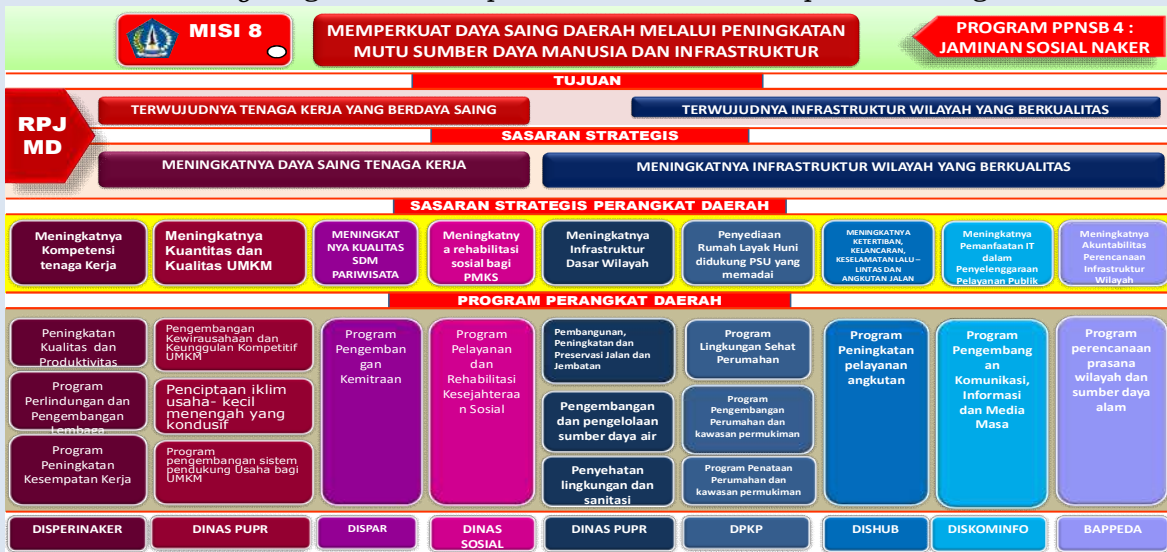 MISI 8
MEMPERKUAT DAYA SAING DAERAH MELALUI PENINGKATAN
MUTU SUMBER DAYA MANUSIA DAN INFRASTRUKTUR
PROGRAM PPNSB 4 :
JAMINAN SOSIAL NAKER
TUJUAN
RPJ
MD
TERWUJUDNYA TENAGA KERJA YANG BERDAYA SAING
TERWUJUDNYA INFRASTRUKTUR WILAYAH YANG BERKUALITAS
SASARAN STRATEGIS
MENINGKATNYA DAYA SAING TENAGA KERJA
MENINGKATNYA INFRASTRUKTUR WILAYAH YANG BERKUALITAS
SASARAN STRATEGIS PERANGKAT DAERAH
Meningkatnya
Kompetensi
tenaga Kerja
Meningkatnya
Kuantitas dan
Kualitas UMKM
MENINGKAT
NYA KUALITAS
SDM
PARIWISATA
Meningkatny
a rehabilitasi
sosial bagi
PMKS
Meningkatnya
Infrastruktur
Dasar Wilayah
Penyediaan
Rumah Layak Huni
didukung PSU yang
memadai
MENINGKATNYA
KETERTIBAN,
KELANCARAN,
KESELAMATAN LALU –
LINTAS DAN
ANGKUTAN JALAN
Meningkatnya
Pemanfaatan IT
dalam
Penyelenggaraan
Pelayanan Publik
Meningkatnya
Akuntabilitas
Perencanaan
Infrastruktur
Wilayah
PROGRAM PERANGKAT DAERAH
Peningkatan
Kualitas dan
Produktivitas
Program
Perlindungan dan
Pengembangan
Lembaga
Program
Peningkatan
Kesempatan Kerja
Pengembangan
Kewirausahaan dan
Keunggulan Kompetitif
UMKM
Penciptaan iklim
usaha- kecil
menengah yang
kondusif
Program
pengembangan sistem
pendukung Usaha bagi
UMKM
Program
Pengemban
gan
Kemitraan
Program
Pelayanan
dan
Rehabilitasi
Kesejahteraa
n Sosial
Pembangunan,
Peningkatan dan
Preservasi Jalan dan
Jembatan
Pengembangan
dan pengelolaan
sumber daya air
Penyehatan
lingkungan dan
sanitasi
Program
Lingkungan Sehat
Perumahan
Program
Pengembangan
Perumahan dan
kawasan permukiman
Program Penataan
Perumahan dan
kawasan permukiman
Program
Peningkatan
pelayanan
angkutan
Program
Pengembang
an
Komunikasi,
Informasi
dan Media
Masa
Program
perencanaan
prasana
wilayah dan
sumber daya
alam
DISPERINAKER
DINAS PUPR
DISPAR
DINAS
SOSIAL
DINAS PUPR
DPKP
DISHUB
DISKOMINFO
BAPPEDA